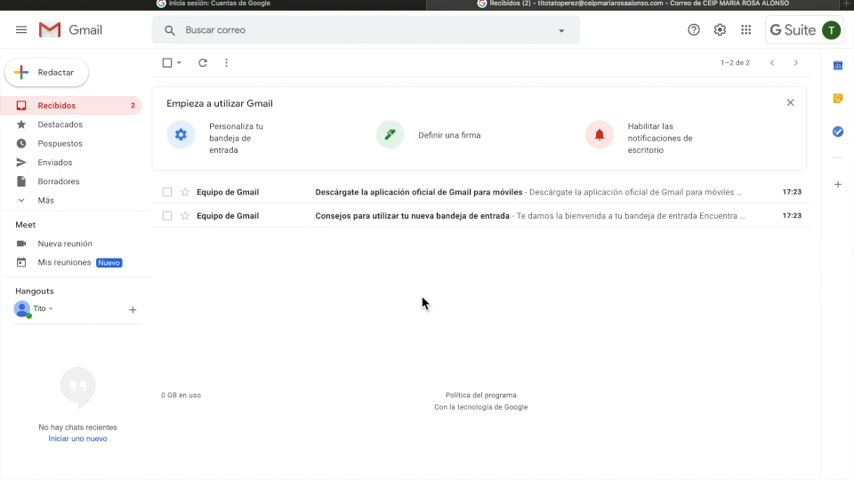 Inicia sesión: Cuentas de Google
Recibidos (2) - titotatoperez@ceipmariarosaalonso.com - Correo de CEIP MARIA ROSA ALONSO
Gmail
Buscar correo
G Suite
T
Redactar
1–2 de 2
Recibidos 2
Destacados
Pospuestos
Enviados
Borradores
Más
Meet
Nueva reunión
Mis reuniones Nuevo
Hangouts
Tito
No hay chats recientes
Iniciar uno nuevo
Empieza a utilizar Gmail
Personaliza tu
bandeja de
entrada
Definir una firma
Habilitar las
notificaciones de
escritorio
Equipo de Gmail Descárgate la aplicación oficial de Gmail para móviles - Descárgate la aplicación oficial de Gmail para móviles ... 17:23
Equipo de Gmail Consejos para utilizar tu nueva bandeja de entrada - Te damos la bienvenida a tu bandeja de entrada Encuentra ... 17:23
0 GB en uso
Política del programa
Con la tecnología de Google